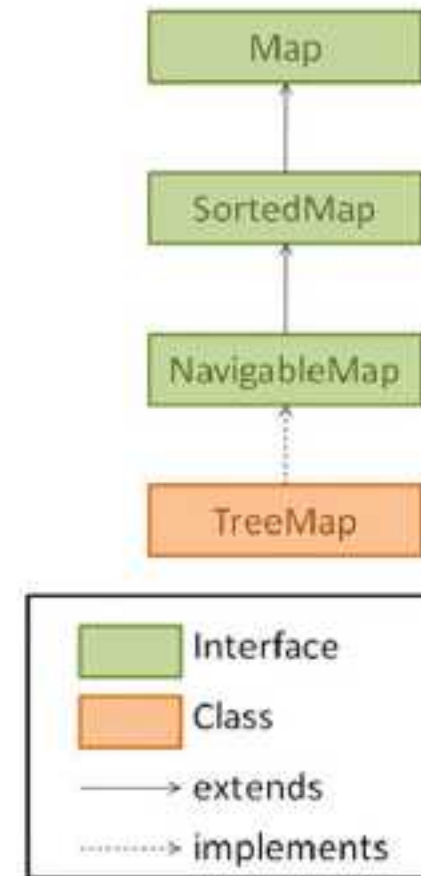 Map
SortedMap
NavigableMap
TreeMap
Interface
Class
extends
implements